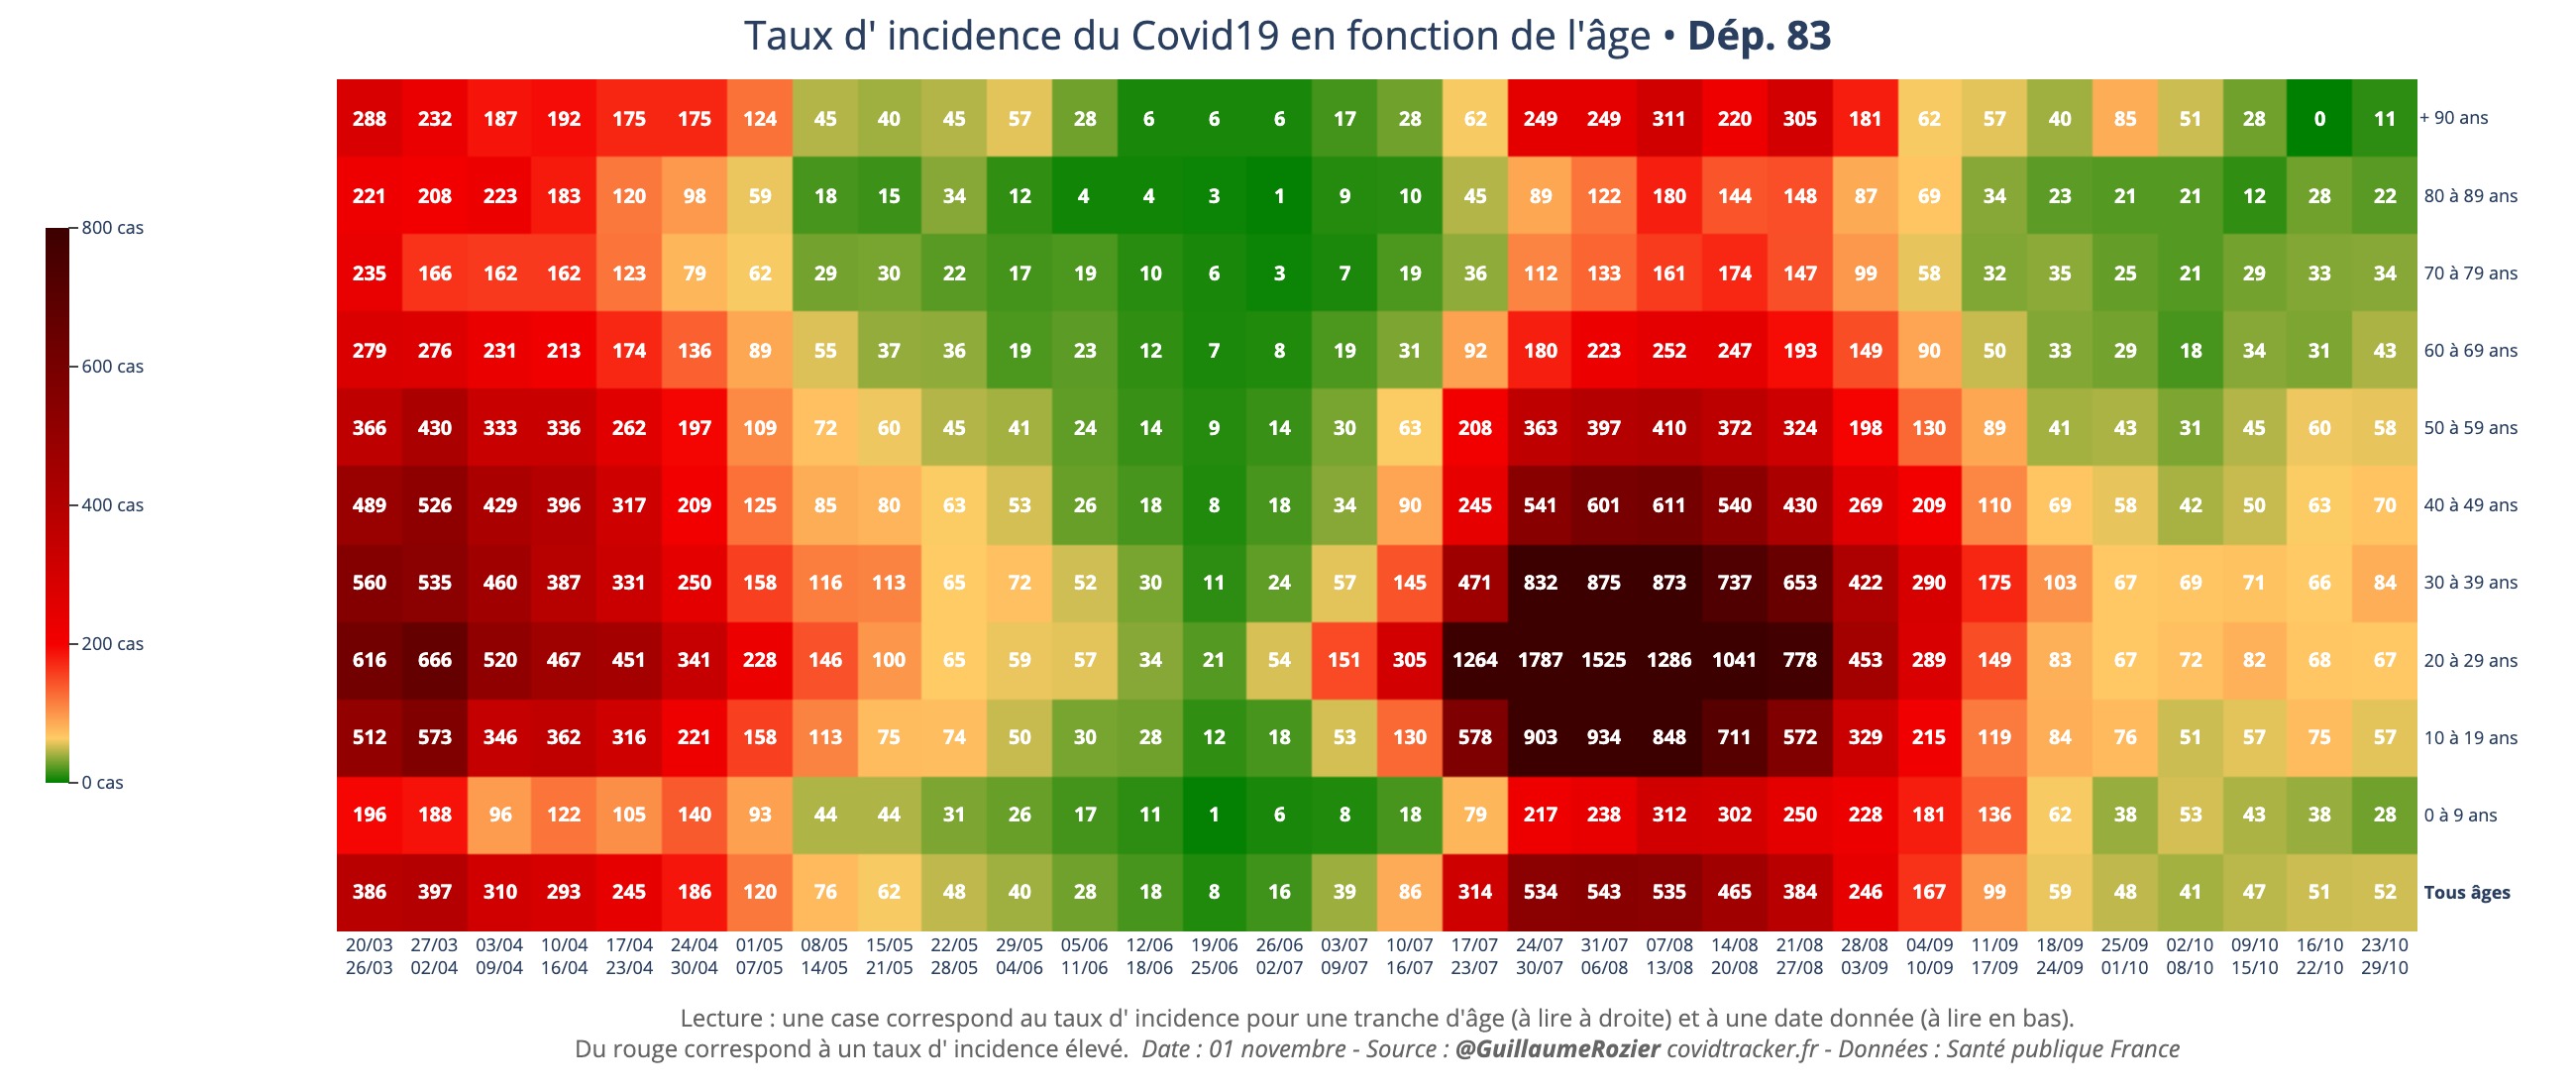 Taux d' incidence du Covid19 en fonction de l'âge • Dép. 83
800 cas
600 cas
400 cas
200 cas
0 cas
288 232 187 192 175 175 124 45 40 45 57 28 6 6 6 17 28 62 249 249 311 220 305 181 62 57 40 85 51 28 0 11 + 90 ans
221 208 223 183 120 98 59 18 15 34 12 4 4 3 1 9 10 45 89 122 180 144 148 87 69 34 23 21 21 12 28 22 80 à 89 ans
235 166 162 162 123 79 62 29 30 22 17 19 10 6 3 7 19 36 112 133 161 174 147 99 58 32 35 25 21 29 33 34 70 à 79 ans
279 276 231 213 174 136 89 55 37 36 19 23 12 7 8 19 31 92 180 223 252 247 193 149 90 50 33 29 18 34 31 43 60 à 69 ans
366 430 333 336 262 197 109 72 60 45 41 24 14 9 14 30 63 208 363 397 410 372 324 198 130 89 41 43 31 45 60 58 50 à 59 ans
489 526 429 396 317 209 125 85 80 63 53 26 18 8 18 34 90 245 541 601 611 540 430 269 209 110 69 58 42 50 63 70 40 à 49 ans
560 535 460 387 331 250 158 116 113 65 72 52 30 11 24 57 145 471 832 875 873 737 653 422 290 175 103 67 69 71 66 84 30 à 39 ans
616 666 520 467 451 341 228 146 100 65 59 57 34 21 54 151 305 1264 1787 1525 1286 1041 778 453 289 149 83 67 72 82 68 67 20 à 29 ans
512 573 346 362 316 221 158 113 75 74 50 30 28 12 18 53 130 578 903 934 848 711 572 329 215 119 84 76 51 57 75 57 10 à 19 ans
196 188 96 122 105 140 93 44 44 31 26 17 11 1 6 8 18 79 217 238 312 302 250 228 181 136 62 38 53 43 38 28 0 à 9 ans
386 397 310 293 245 186 120 76 62 48 40 28 18 8 16 39 86 314 534 543 535 465 384 246 167 99 59 48 41 47 51 52 Tous âges
20/03 27/03 03/04 10/04 17/04 24/04 01/05 08/05 15/05 22/05 29/05 05/06 12/06 19/06 26/06 03/07 10/07 17/07 24/07 31/07 07/08 14/08 21/08 28/08 04/09 11/09 18/09 25/09 02/10 09/10 16/10 23/10
26/03 02/04 09/04 16/04 23/04 30/04 07/05 14/05 21/05 28/05 04/06 11/06 18/06 25/06 02/07 09/07 16/07 23/07 30/07 06/08 13/08 20/08 27/08 03/09 10/09 17/09 24/09 01/10 08/10 15/10 22/10 29/10
Lecture : une case correspond au taux d' incidence pour une tranche d'âge (à lire à droite) et à une date donnée (à lire en bas).
Du rouge correspond à un taux d' incidence élevé. Date : 01 novembre - Source : @GuillaumeRozier covidtracker.fr - Données : Santé publique France